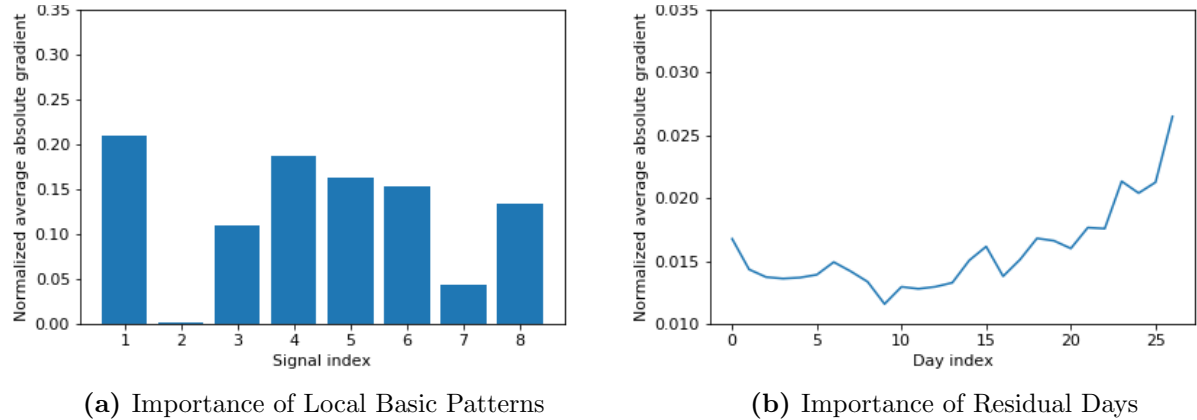 Normalized average absolute gradient
0.35
0.30
0.25
0.20
0.15
0.10
0.05
0.00
1 2 3 4 5 6 7 8
Signal index
(a) Importance of Local Basic Patterns
Normalized average absolute gradient
0.035
0.030
0.025
0.020
0.015
0.010
0 5 10 15 20 25
Day index
(b) Importance of Residual Days